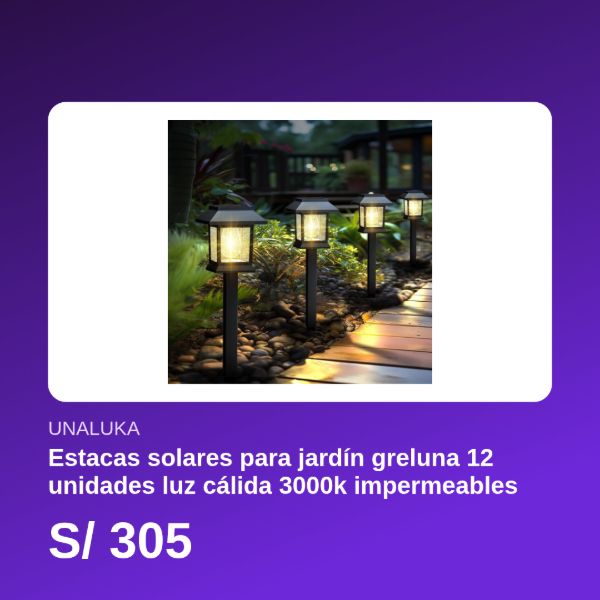 UNALUKA
Estacas solares para jardín greluna 12
unidades luz cálida 3000k impermeables
S/ 305